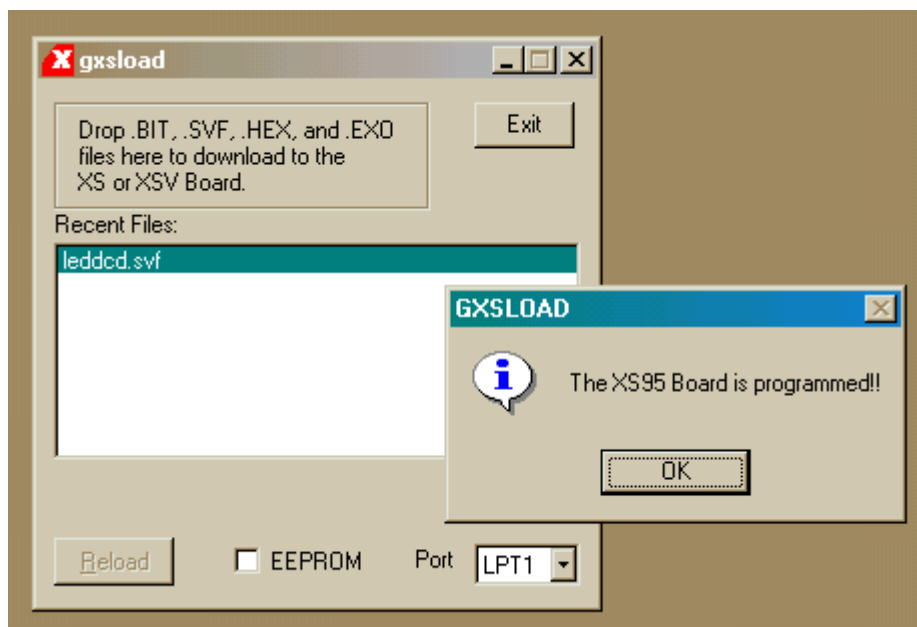 gxsload
Drop .BIT, .SVF, .HEX, and .EXO
files here to download to the
XS or XSV Board.
Exit
Recent Files:
leddcd.svf
GXSLOAD
The XS95 Board is programmed!!
OK
Reload
EEPROM
Port
LPT1